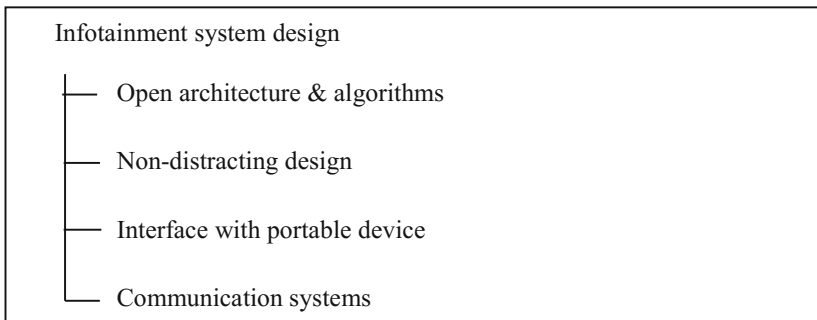 Infotainment system design
Open architecture & algorithms
Non-distracting design
Interface with portable device
Communication systems